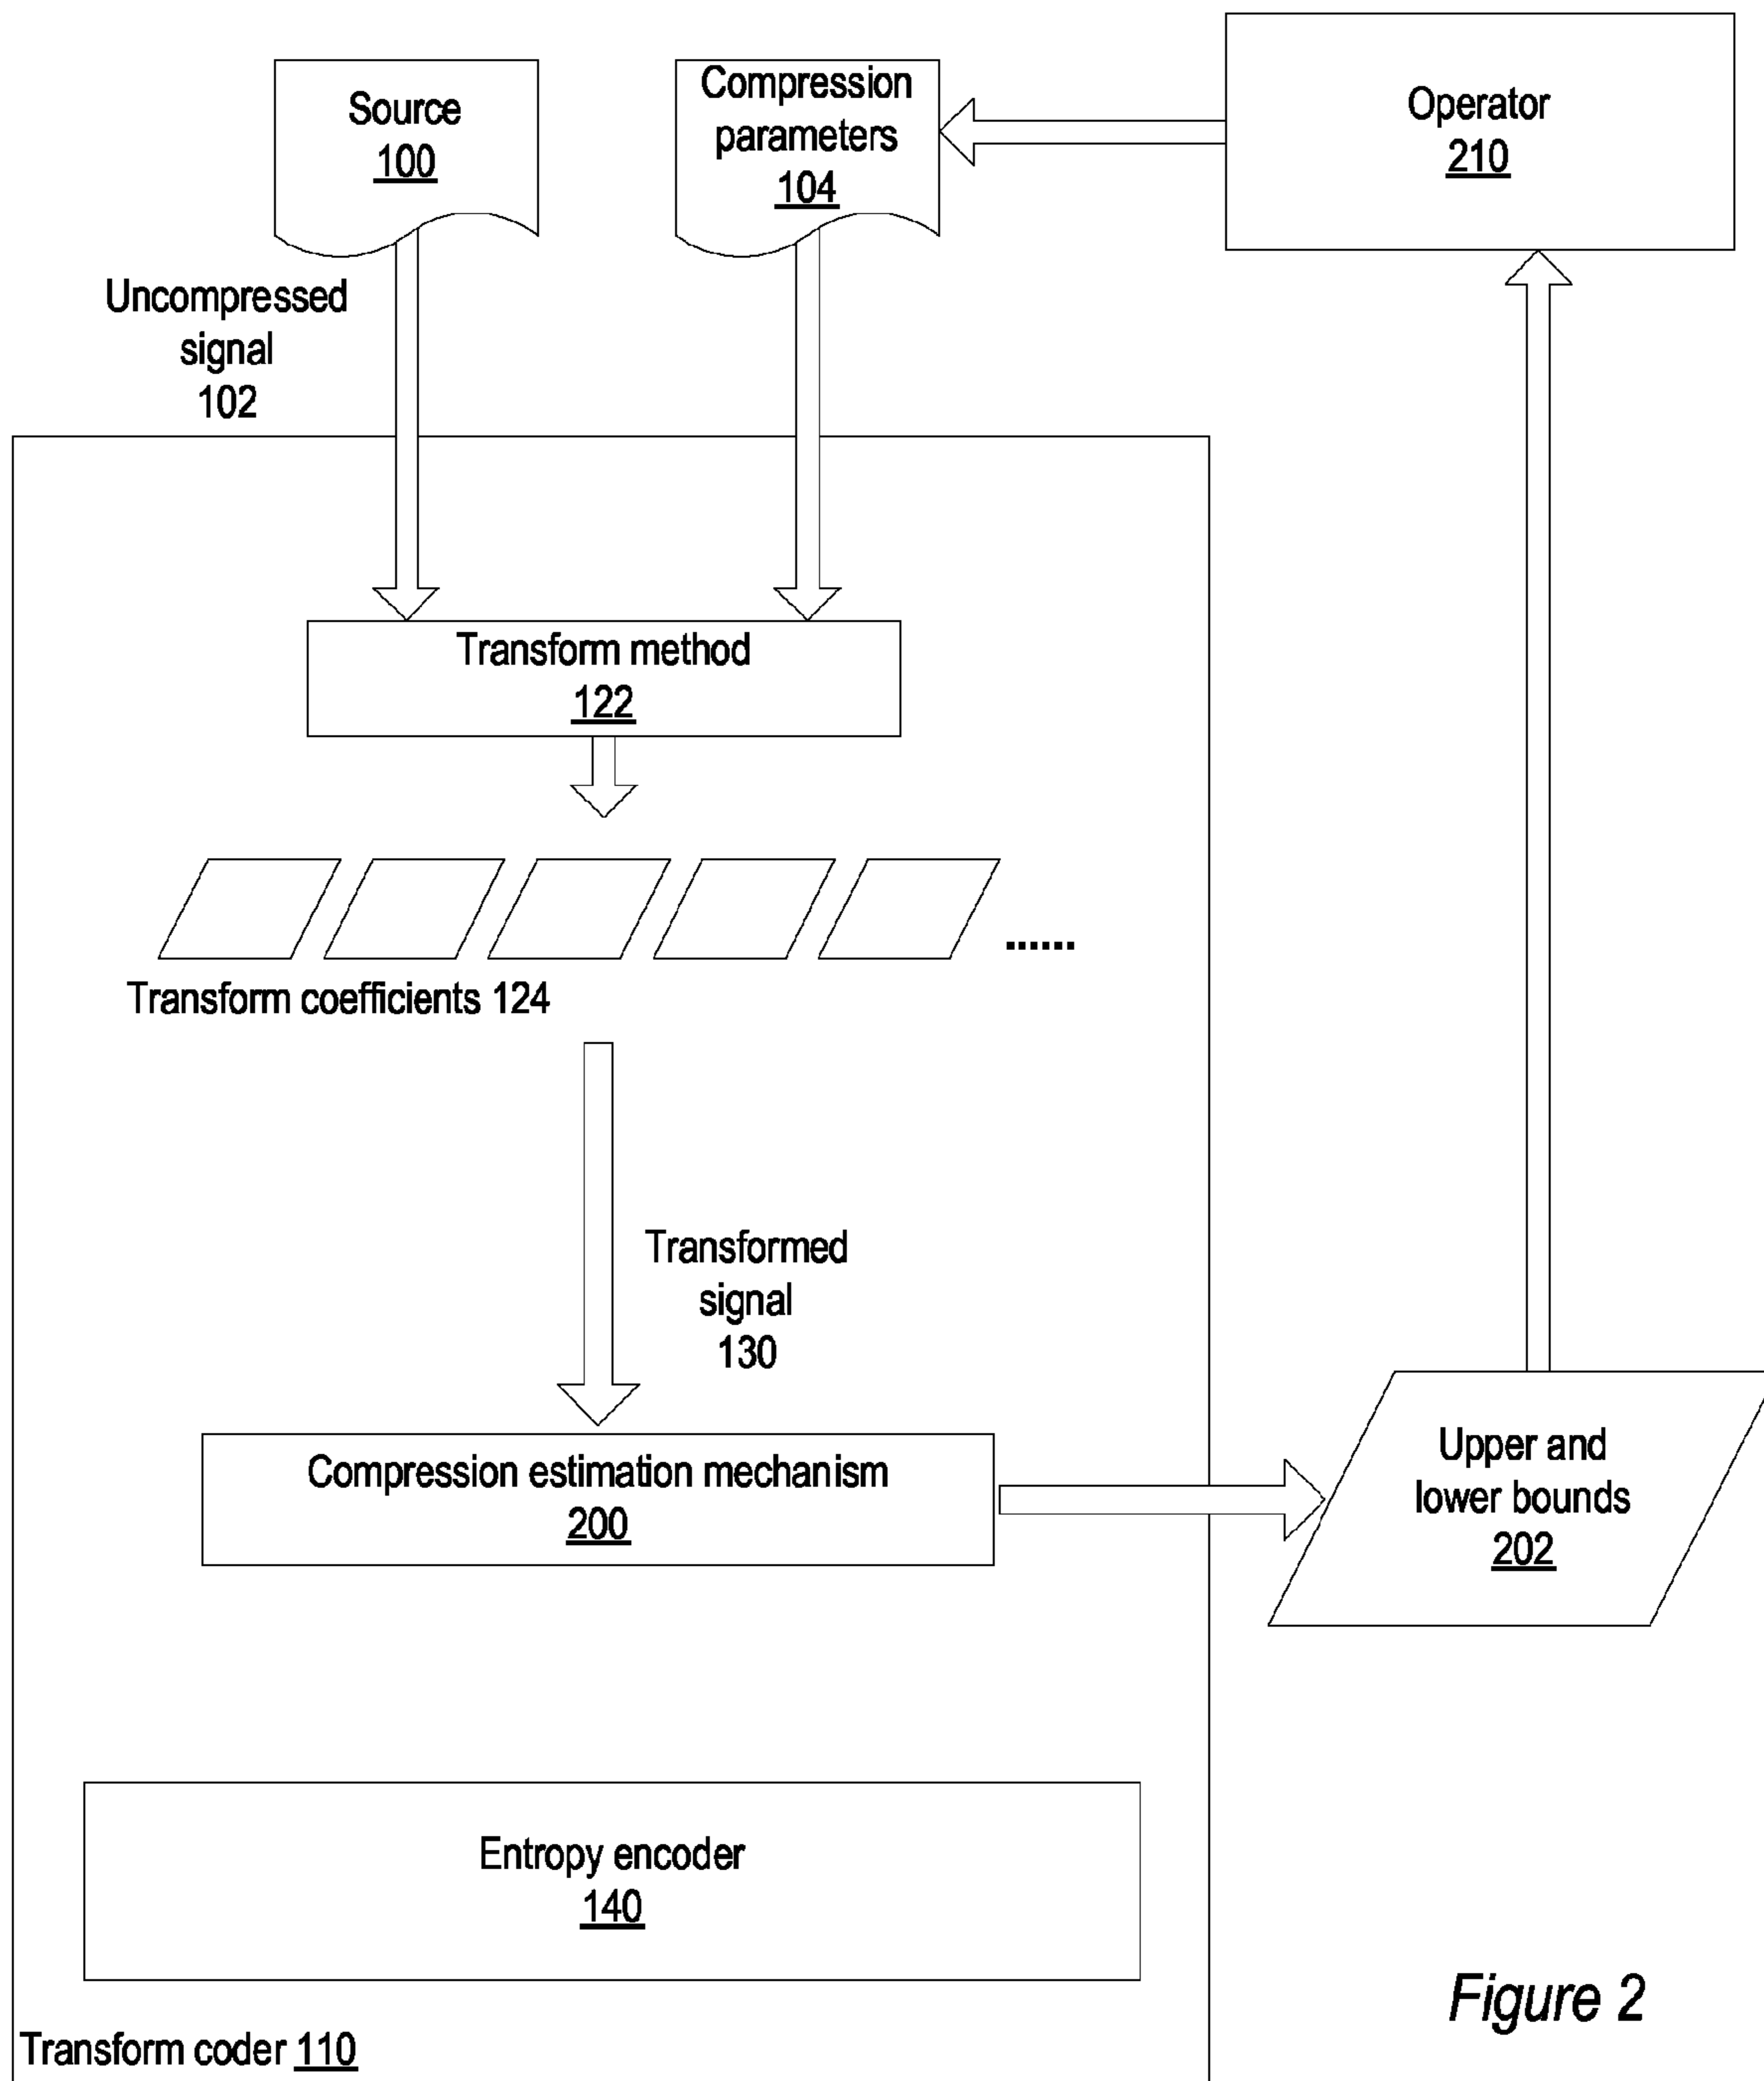 Source
100
Compression
parameters
104
Operator
210
Uncompressed
signal
102
Transform method
122
......
Transform coefficients 124
Transformed
signal
130
Compression estimation mechanism
200
Upper and
lower bounds
202
Entropy encoder
140
Figure 2
Transform coder 110